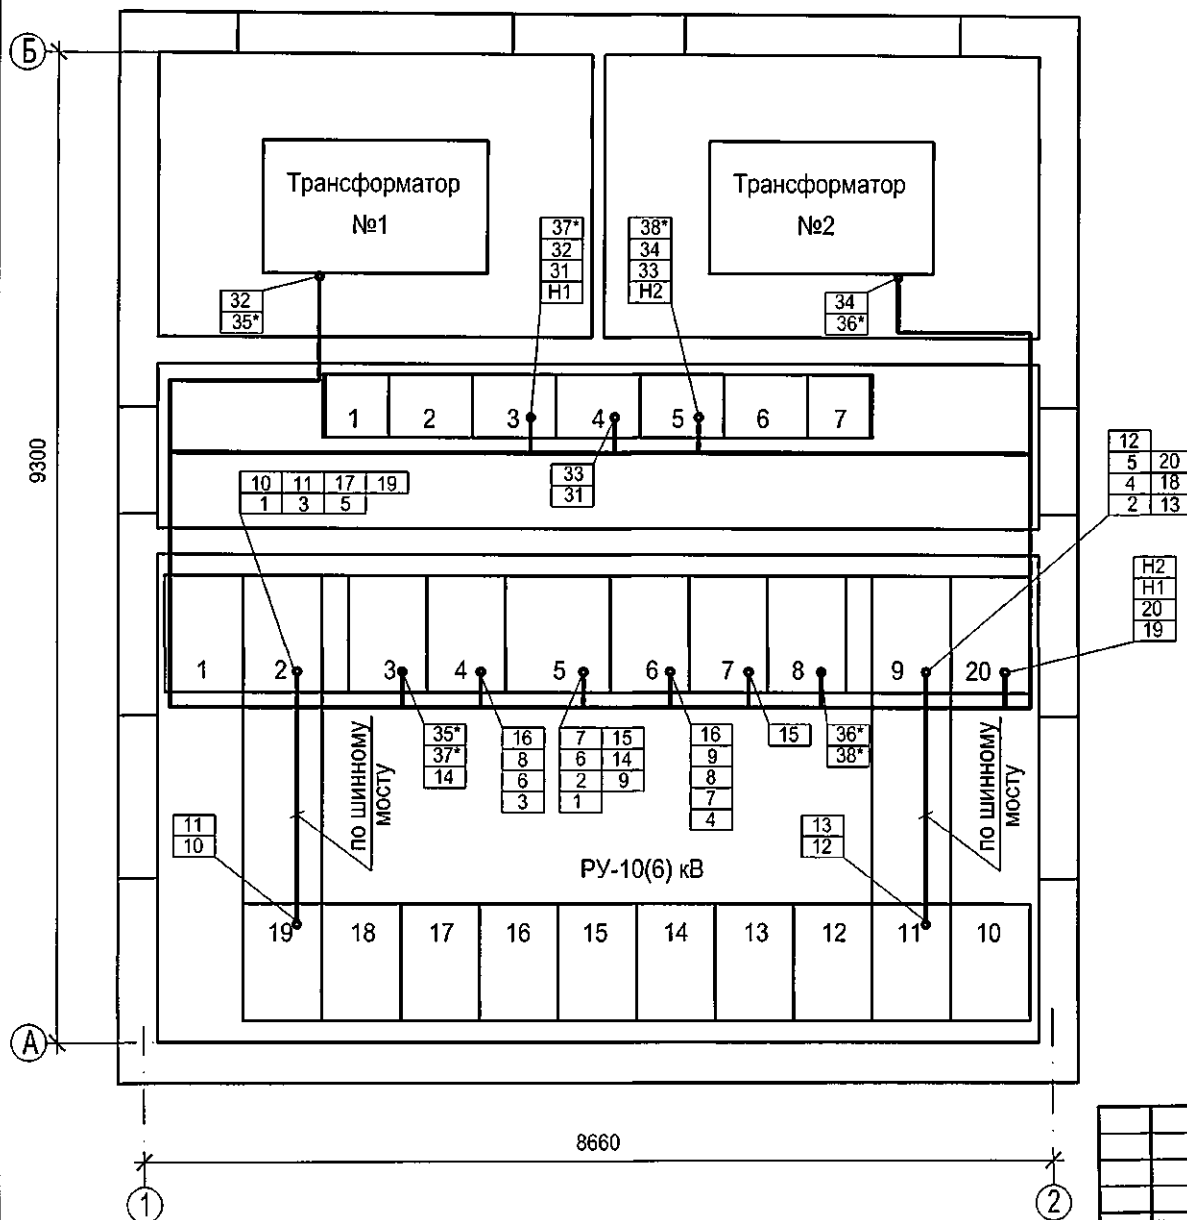 Б
Трансформатор
№1
Трансформатор
№2
37*
32
31
Н1
38*
34
33
Н2
32
35*
34
36*
1 2 3 4 5 6 7
9300
33
31
10 11 17 19
1 3 5
12
5 20
4 18
2 13
Н2
Н1
20
19
1 2 3 4 5 6 7 8 9 20
35*
37*
14
16
8
6
3
7 15
6 14
2 9
1
16
9
8
7
4
15
36*
38*
по шинному
мосту
по шинному
мосту
11
10
13
12
РУ-10(6) кВ
19 18 17 16 15 14 13 12 11 10
А
8660
1
2